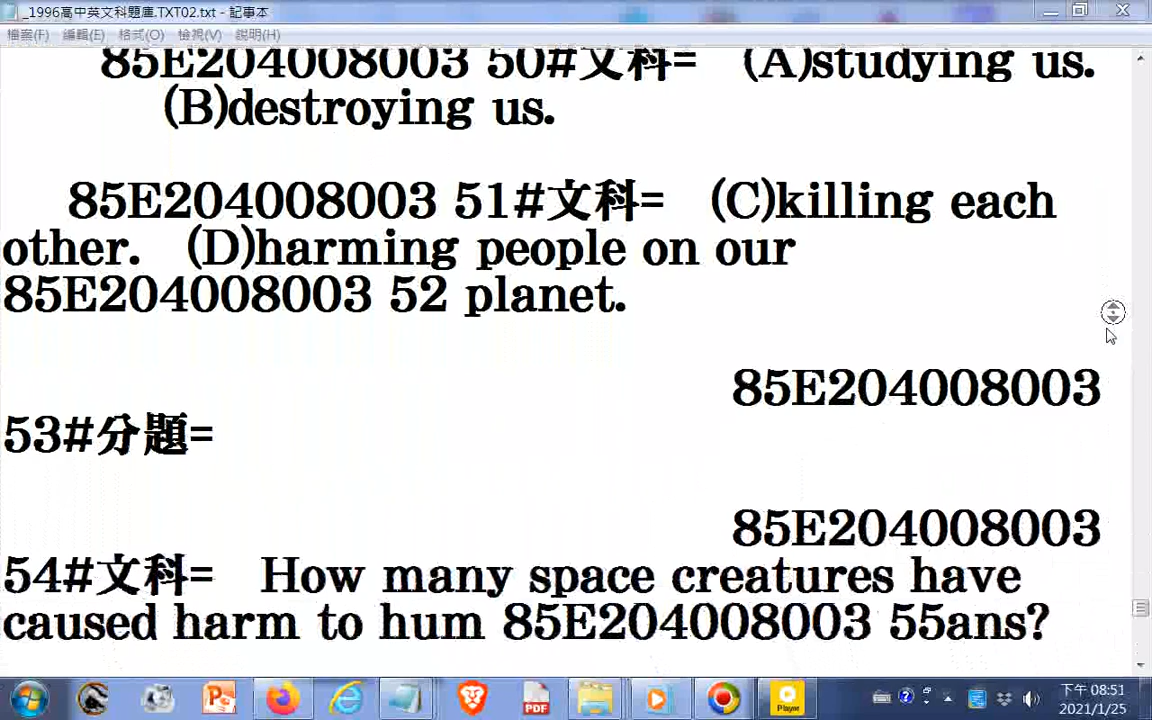 _1996高中英文科題庫.TXT02.txt - 記事本
檔案(F) 編輯(E) 格式(O) 檢視(V) 說明(H)
85E204008003 50#文科= (A)studying us.
(B)destroying us.
85E204008003 51#文科= (C)killing each
other. (D)harming people on our
85E204008003 52 planet.
85E204008003
53#分題=
85E204008003
54#文科= How many space creatures have
caused harm to hum 85E204008003 55ans?
PDF
Player
下午 08:51
2021/1/25